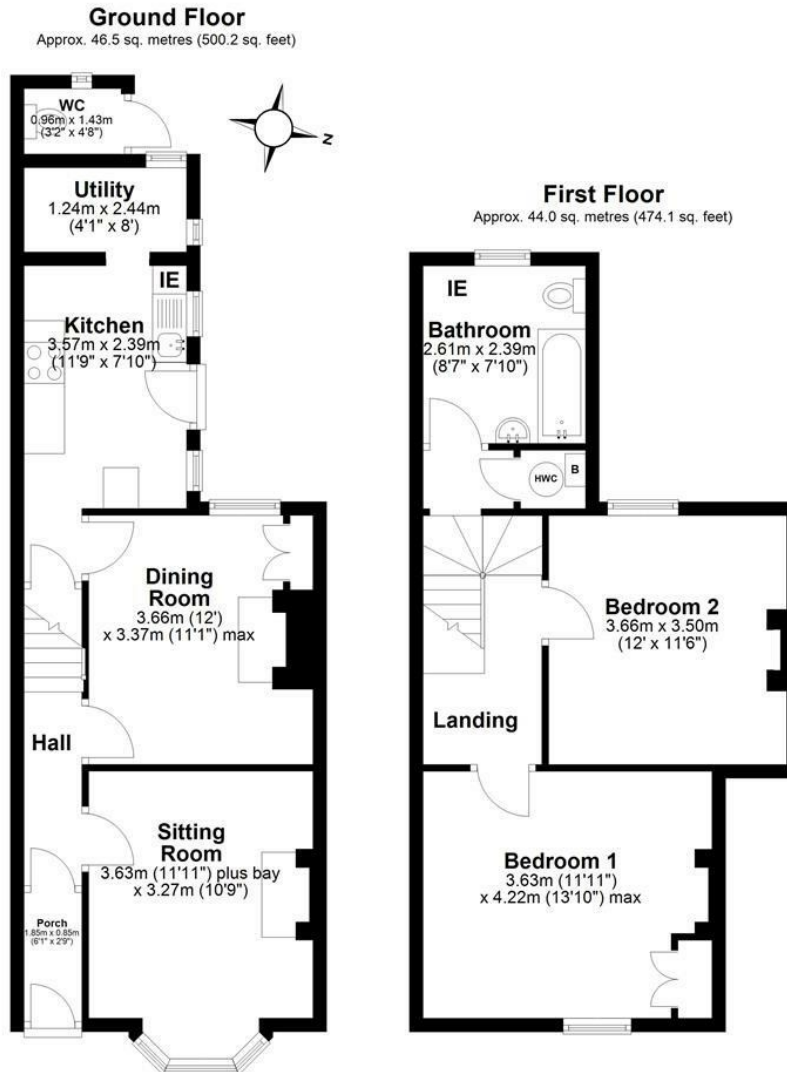 Ground Floor
Approx. 46.5 sq. metres (500.2 sq. feet)
WC
0.96m x 1.43m
(3'2" x 4'8")
N
Utility
1.24m x 2.44m
(4'1" x 8')
IE
Kitchen
3.57m x 2.39m
(11'9" x 7'10")
Dining
Room
3.66m (12')
x 3.37m (11'1") max
Hall
Sitting
Room
3.63m (11'11") plus bay
x 3.27m (10'9")
Porch
1.85m x 0.85m
(6'1" x 2'9")
First Floor
Approx. 44.0 sq. metres (474.1 sq. feet)
IE
Bathroom
2.61m x 2.39m
(8'7" x 7'10")
HWC
B
Bedroom 2
3.66m x 3.50m
(12' x 11'6")
Landing
Bedroom 1
3.63m (11'11")
x 4.22m (13'10") max